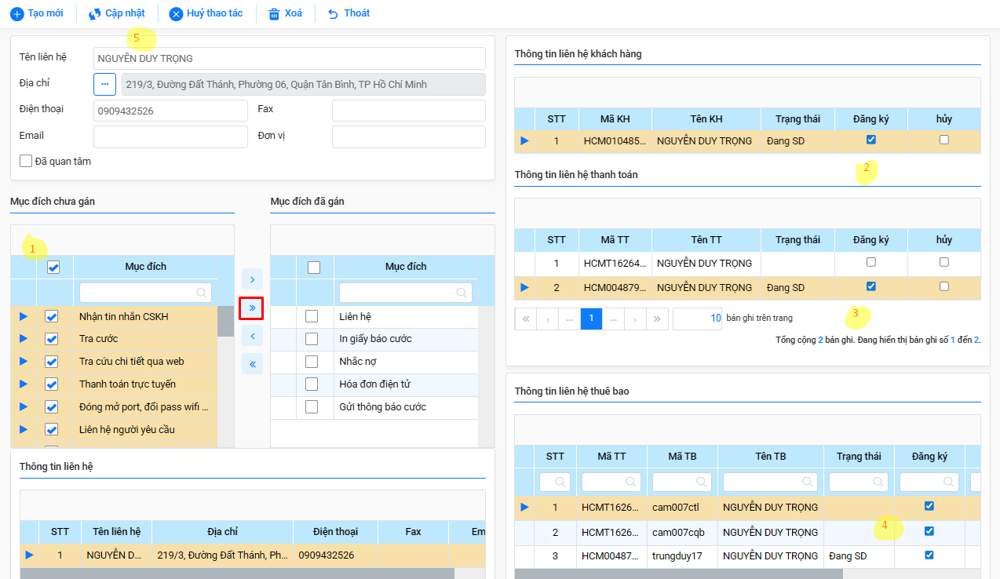 Tạo mới Cập nhật Huỷ thao tác Xoá Thoát
5
Tên liên hệ NGUYỄN DUY TRỌNG
Địa chỉ ... 219/3, Đường Đất Thánh, Phường 06, Quận Tân Bình, TP Hồ Chí Minh
Điện thoại 0909432526 Fax
Email Đơn vị
Đã quan tâm
Mục đích chưa gán
1
Mục đích
Nhận tin nhắn CSKH
Tra cước
Tra cứu chi tiết qua web
Thanh toán trực tuyến
Đóng mở port, đổi pass wifi ...
Liên hệ người yêu cầu
› 
»
‹
«
Mục đích đã gán
Mục đích
Liên hệ
In giấy báo cước
Nhắc nợ
Hóa đơn điện tử
Gửi thông báo cước
Thông tin liên hệ
STT Tên liên hệ Địa chỉ Điện thoại Fax Em
1 NGUYỄN D... 219/3, Đường Đất Thánh, Ph... 0909432526
Thông tin liên hệ khách hàng
STT Mã KH Tên KH Trạng thái Đăng ký hủy
1 HCM010485... NGUYỄN DUY TRỌNG Đang SD
2
Thông tin liên hệ thanh toán
STT Mã TT Tên TT Trạng thái Đăng ký hủy
1 HCMT16264... NGUYỄN DUY TRỌNG
2 HCM004879... NGUYỄN DUY TRỌNG
« ‹ ... 1 ... › » 10 bản ghi trên trang
3
Tổng cộng 2 bản ghi. Đang hiển thị bản ghi số 1 đến 2.
Thông tin liên hệ thuê bao
STT Mã TT Mã TB Tên TB Trạng thái Đăng ký
1 HCMT1626... cam007ctl NGUYỄN DUY TRỌNG
4
2 HCMT1626... cam007cqb NGUYỄN DUY TRỌNG
3 HCM00487... trungduy17 NGUYỄN DUY TRỌNG Đang SD